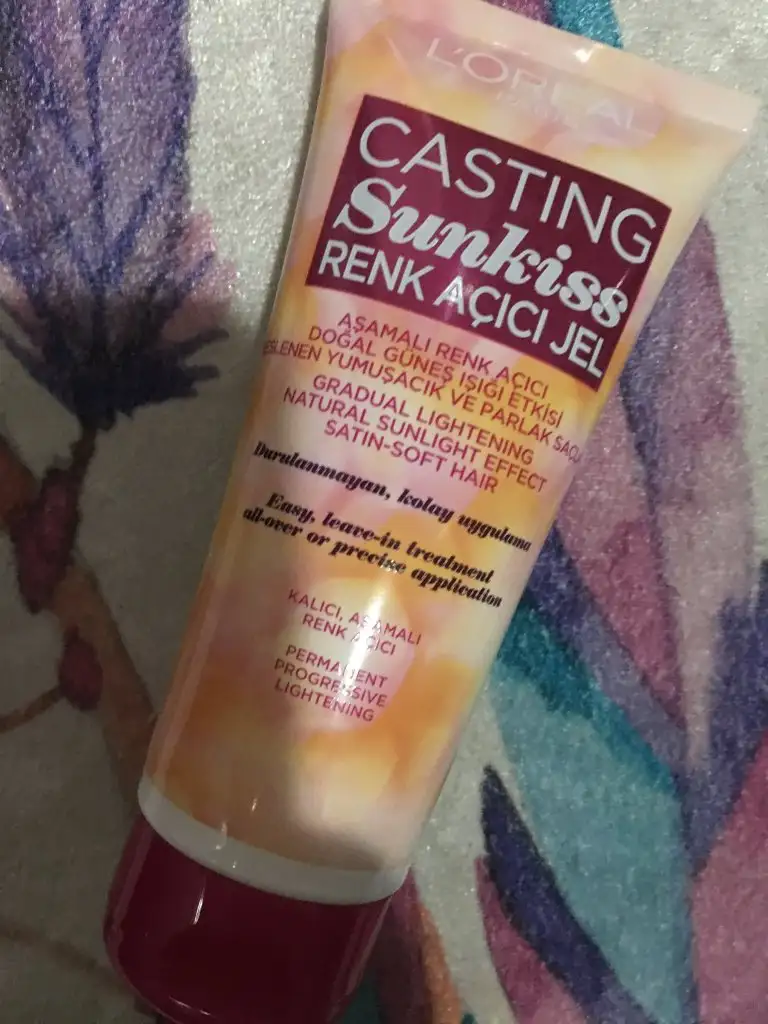 L'ORÉAL
CASTING
Sunkiss
RENK AÇICI JEL
AŞAMALI RENK AÇICI
DOĞAL GÜNEŞ IŞIĞI ETKİSİ
YUMUŞACIK VE PARLAK
GRADUAL LIGHTENING
NATURAL SUNLIGHT EFFECT
SATIN-SOFT HAIR
Durulanmayan, kolay uygulama
Easy, leave-in treatment
all-over or precise application
KALICI, AŞAMALI
RENK AÇICI
PERMANENT
PROGRESSIVE
LIGHTENING